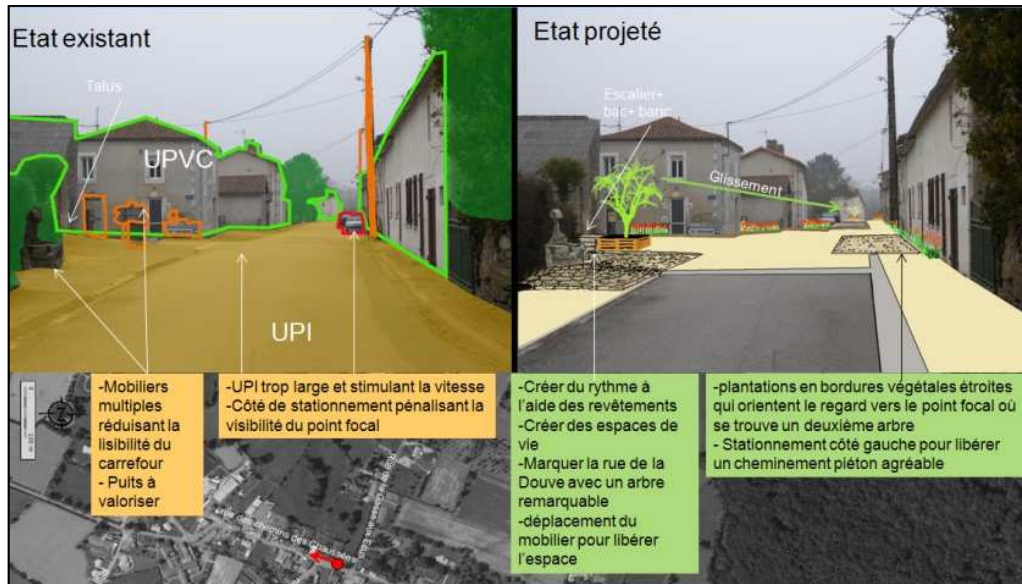 Etat existant
Talus
UPVC
UPI
-Mobiliers
multiples
réduisant la
lisibilité du
carrefour
- Puits à
valoriser
-UPI trop large et stimulant la vitesse
-Côté de stationnement pénalisant la
visibilité du point focal
Etat projeté
Escalier+
bac+ banc
Glissement
-Créer du rythme à
l'aide des revêtements
-Créer des espaces de
vie
-Marquer la rue de la
Douve avec un arbre
remarquable
-déplacement du
mobilier pour libérer
l'espace
-plantations en bordures végétales étroites
qui orientent le regard vers le point focal où
se trouve un deuxième arbre
- Stationnement côté gauche pour libérer
un cheminement piéton agréable
des chemins des Chaussée